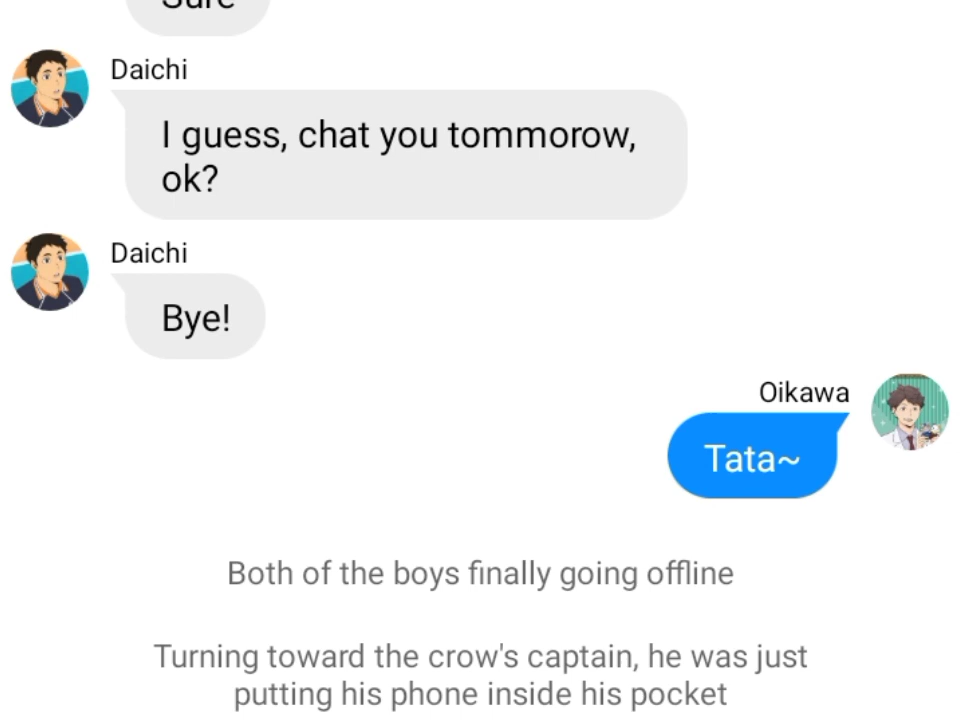 Sure
Daichi
I guess, chat you tommorow,
ok?
Daichi
Bye!
Oikawa
Tata~
Both of the boys finally going offline
Turning toward the crow's captain, he was just
putting his phone inside his pocket